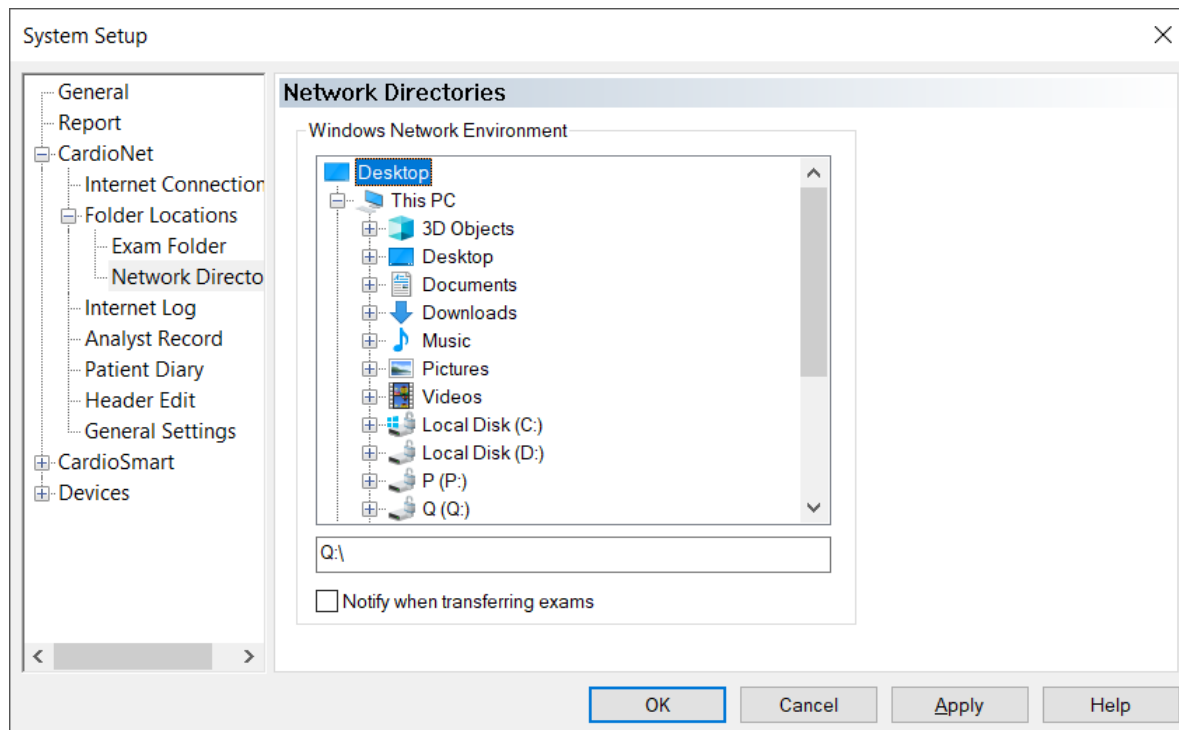 System Setup
General
Report
CardioNet
Internet Connection
Folder Locations
Exam Folder
Network Directo
Internet Log
Analyst Record
Patient Diary
Header Edit
General Settings
CardioSmart
Devices
Network Directories
Windows Network Environment
Desktop
This PC
3D Objects
Desktop
Documents
Downloads
Music
Pictures
Videos
Local Disk (C:)
Local Disk (D:)
P (P:)
Q (Q:)
Q:\
Notify when transferring exams
OK Cancel Apply Help